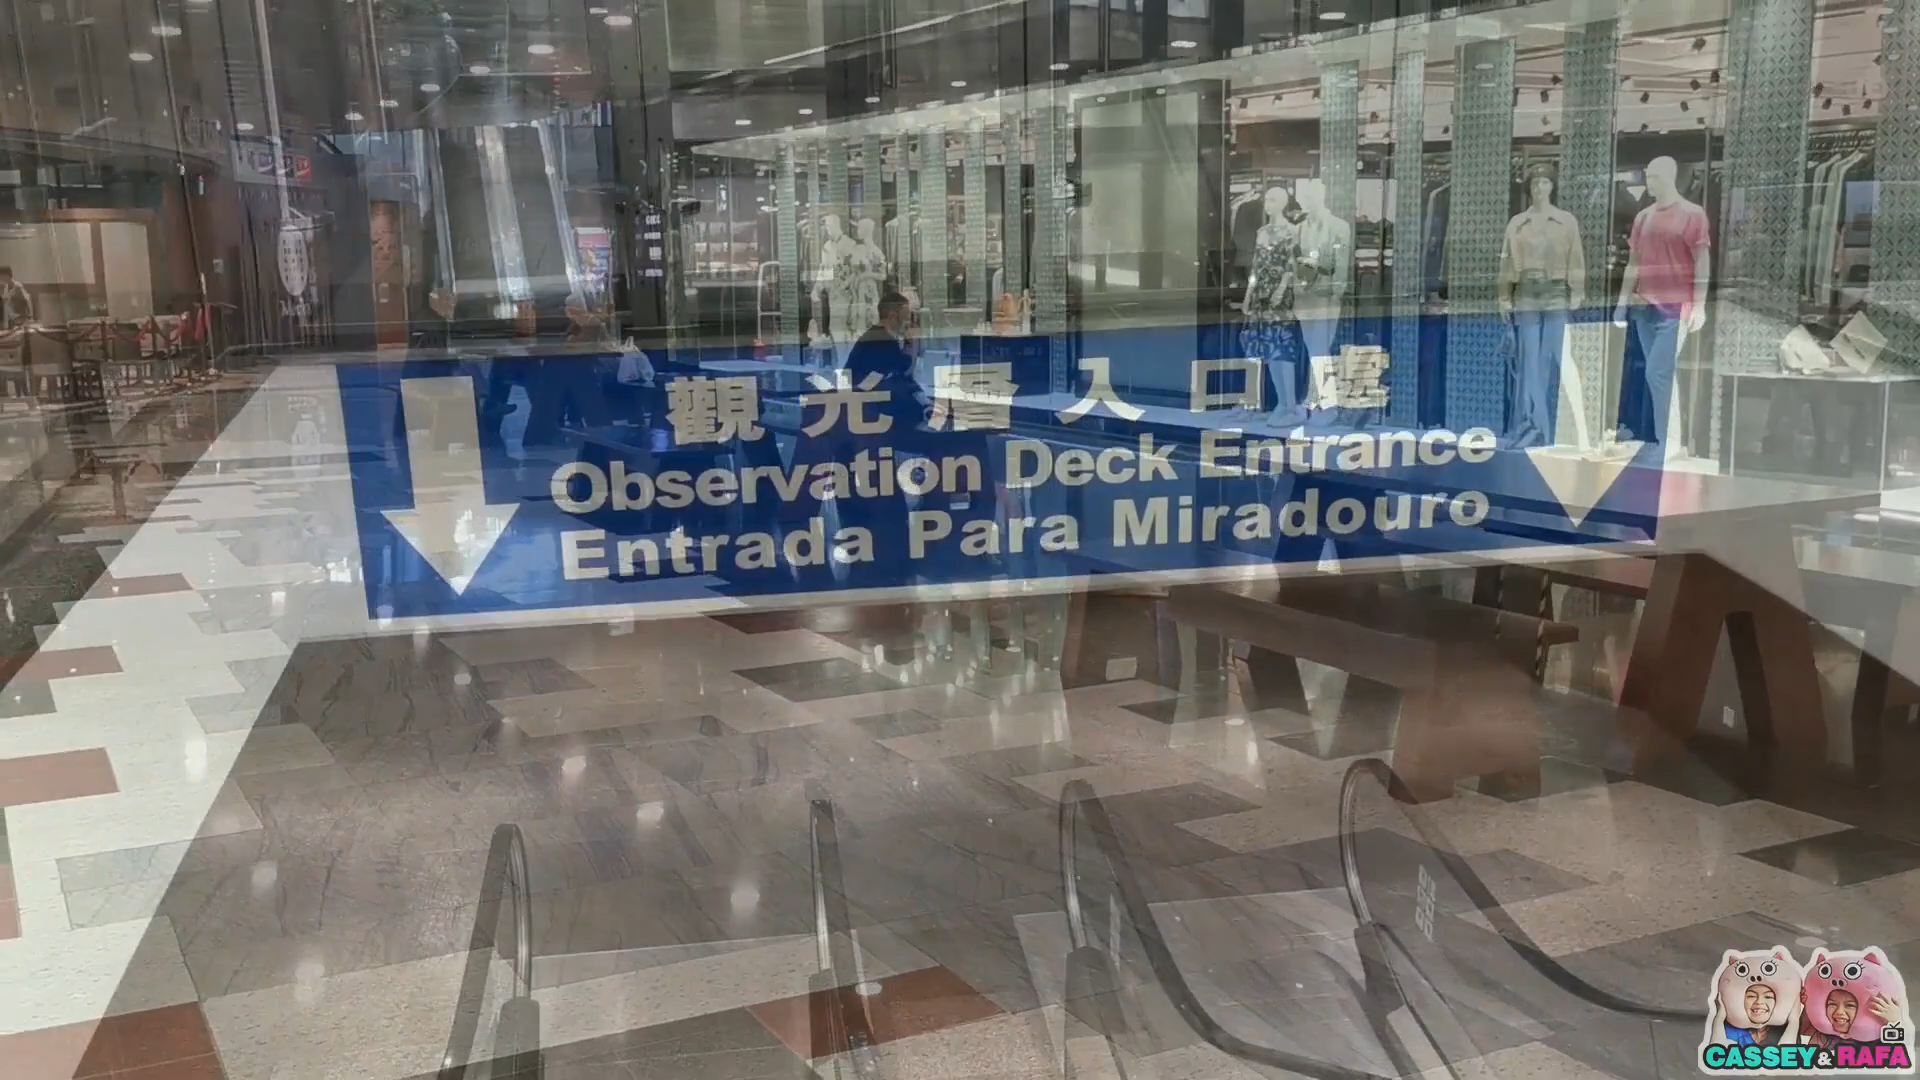 觀光層入口處
Observation Deck Entrance
Entrada Para Miradouro
CASSEY & RAFA